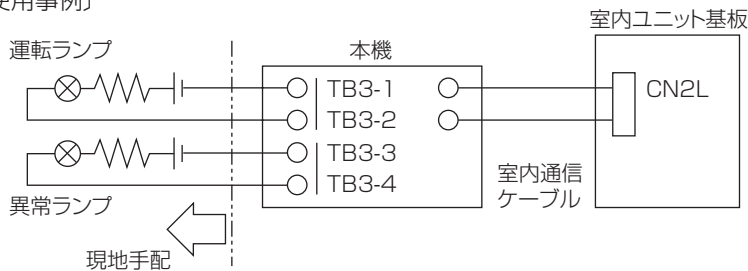 使用事例〕
室内ユニット基板
運転ランプ
本機
TB3-1
CN2L
TB3-2
TB3-3
TB3-4
室内通信
ケーブル
異常ランプ
現地手配